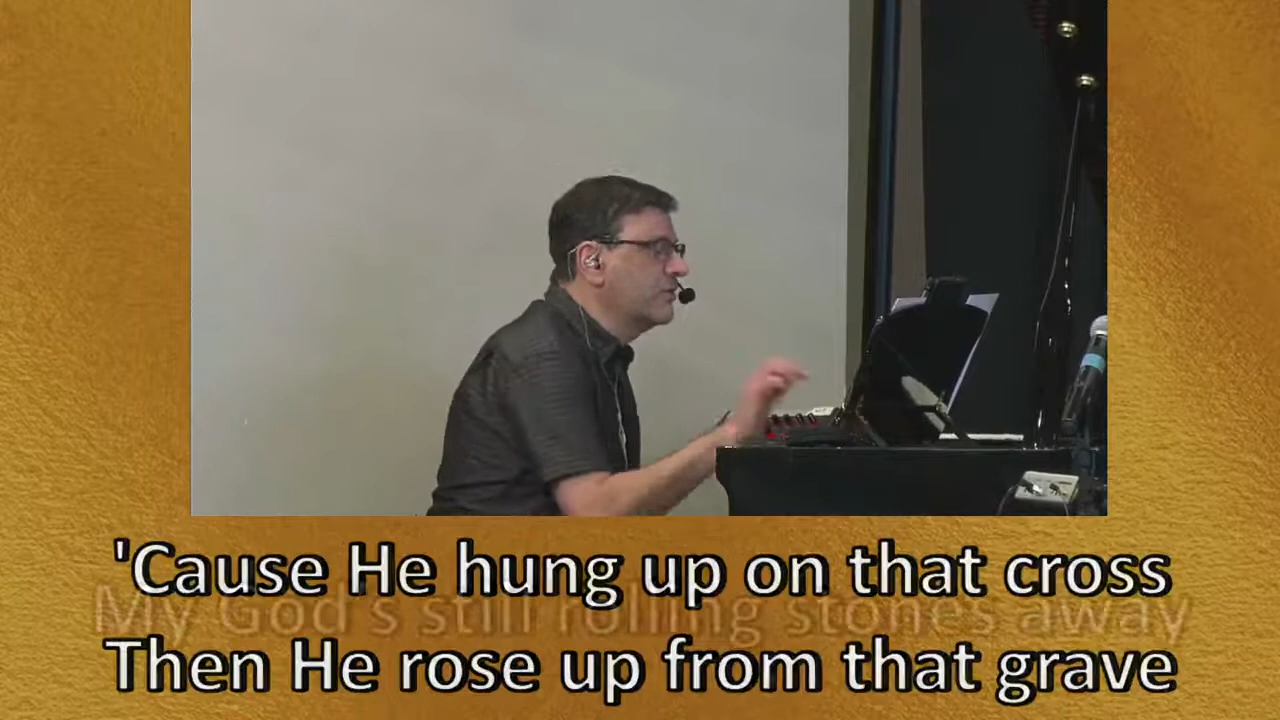 'Cause He hung up on that cross
My God's still rolling stones away
Then He rose up from that grave